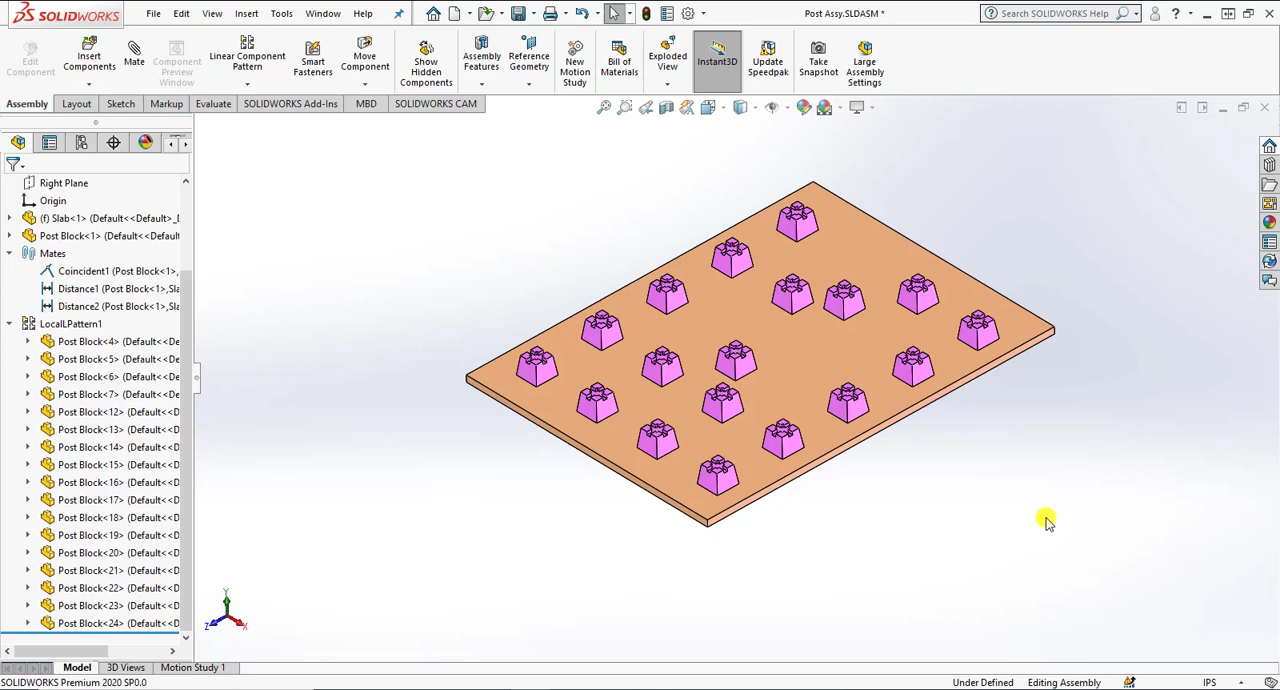 SOLIDWORKS File Edit View Insert Tools Window Help Post Assy.SLDASM * Search SOLIDWORKS Help
Edit Component
Insert Components
Mate
Component Preview Window
Linear Component Pattern
Smart Fasteners
Move Component
Show Hidden Components
Assembly Features
Reference Geometry
New Motion Study
Bill of Materials
Exploded View
Instant3D
Update Speedpak
Take Snapshot
Large Assembly Settings
Assembly Layout Sketch Markup Evaluate SOLIDWORKS Add-Ins MBD SOLIDWORKS CAM
Right Plane
Origin
(f) Slab<1> (Default<<Default>_D
Post Block<1> (Default<<Default
Mates
Coincident1 (Post Block<1>,
Distance1 (Post Block<1>,Sla
Distance2 (Post Block<1>,Sla
LocalLPattern1
Post Block<4> (Default<<De
Post Block<5> (Default<<De
Post Block<6> (Default<<De
Post Block<7> (Default<<De
Post Block<12> (Default<<D
Post Block<13> (Default<<D
Post Block<14> (Default<<D
Post Block<15> (Default<<D
Post Block<16> (Default<<D
Post Block<17> (Default<<D
Post Block<18> (Default<<D
Post Block<19> (Default<<D
Post Block<20> (Default<<D
Post Block<21> (Default<<D
Post Block<22> (Default<<D
Post Block<23> (Default<<D
Post Block<24> (Default<<D
Y
Z X
Model 3D Views Motion Study 1
SOLIDWORKS Premium 2020 SP0.0 Under Defined Editing Assembly IPS